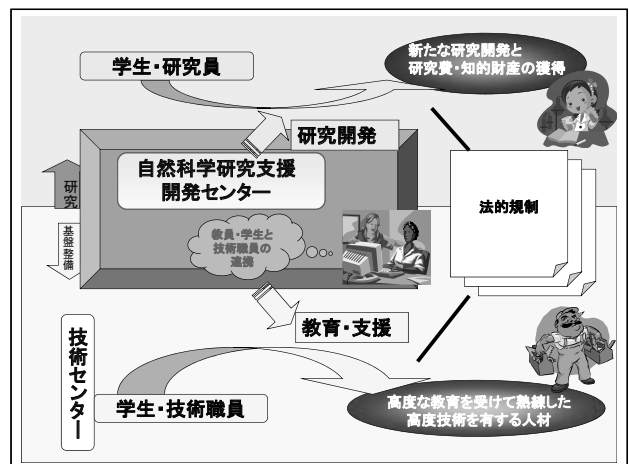 学生・研究員
新たな研究開発と
研究費・知的財産の獲得
研究開発
自然科学研究支援
開発センター
研究
基盤整備
教員・学生と
技術職員の
連携
法的規制
教育・支援
技術センター
学生・技術職員
高度な教育を受けて熟練した
高度技術を有する人材